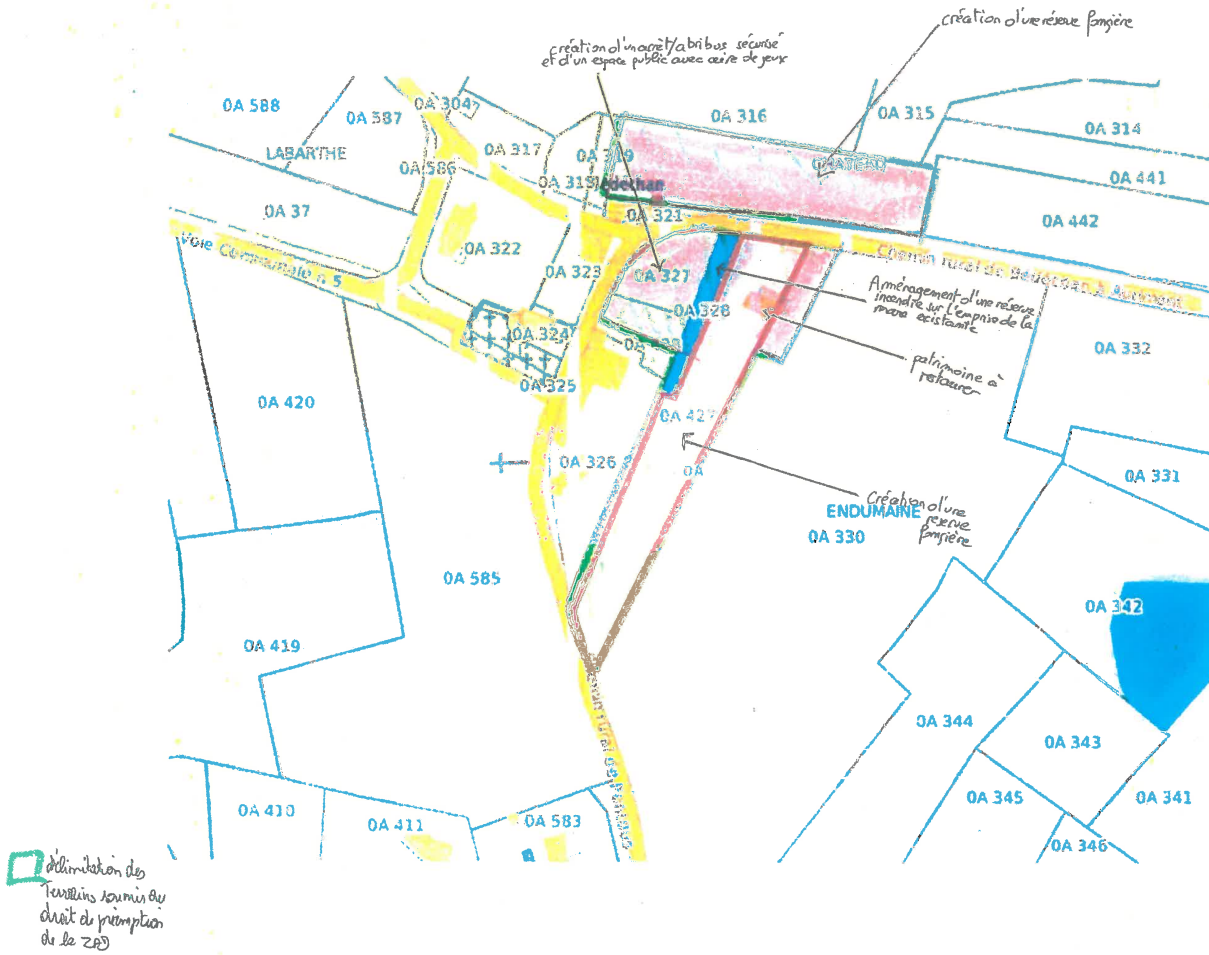 création d'une réserve foncière
création d'un arrêt/abribus sécurisé
et d'un espace public avec aire de jeux
0A 588
0A 587
0A 304
0A 316
0A 315
0A 314
0A 317
LABARTHE
0A 586
0A 319
CHATEAU
0A 441
0A 37
0A 321
0A 442
0A 322
Voie Communale n 5
0A 323
0A 327
Chemin rural de
Aménagement d'une réserve
incendie sur l'emprise de la
mare existante
0A 328
0A 324
0A 332
patrimoine à
restaurer
0A 325
0A 420
0A 427
0A 326
0A
0A 331
Création d'une
réserve
foncière
ENDUMAINE
0A 330
0A 585
0A 342
0A 419
0A 344
0A 343
0A 345
0A 341
0A 410
0A 411
0A 583
0A 346
délimitation des
Terrains soumis au
droit de préemption
de la ZAD